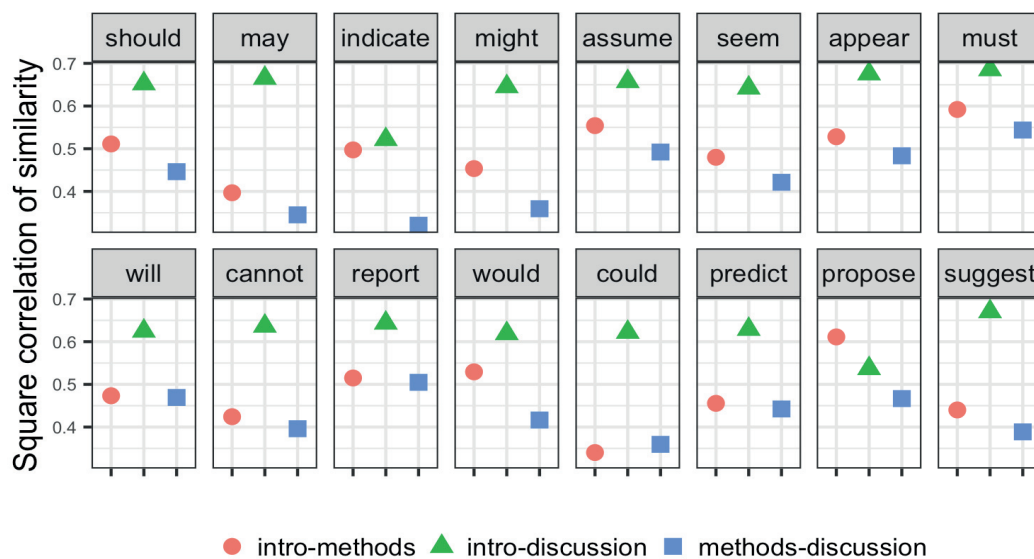 Square correlation of similarity
should may indicate might assume seem appear must
0.7
0.6
0.5
0.4
will cannot report would could predict propose suggest
0.7
0.6
0.5
0.4
intro-methods intro-discussion methods-discussion